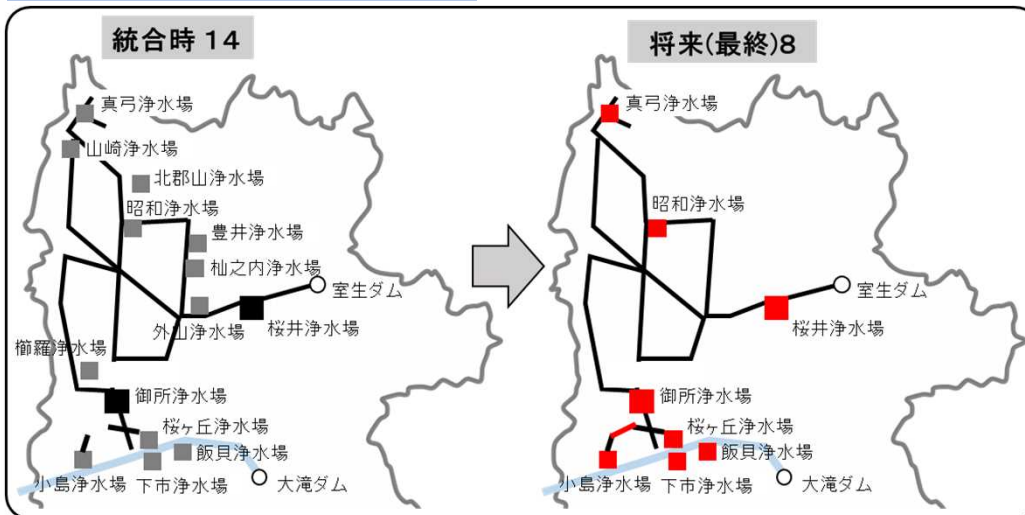 統合時 14
真弓浄水場
山崎浄水場
北郡山浄水場
昭和浄水場
豊井浄水場
杣之内浄水場
室生ダム
外山浄水場
桜井浄水場
櫛羅浄水場
御所浄水場
桜ヶ丘浄水場
飯貝浄水場
小島浄水場
下市浄水場
大滝ダム
将来(最終)8
真弓浄水場
昭和浄水場
室生ダム
桜井浄水場
御所浄水場
桜ヶ丘浄水場
飯貝浄水場
小島浄水場
下市浄水場
大滝ダム